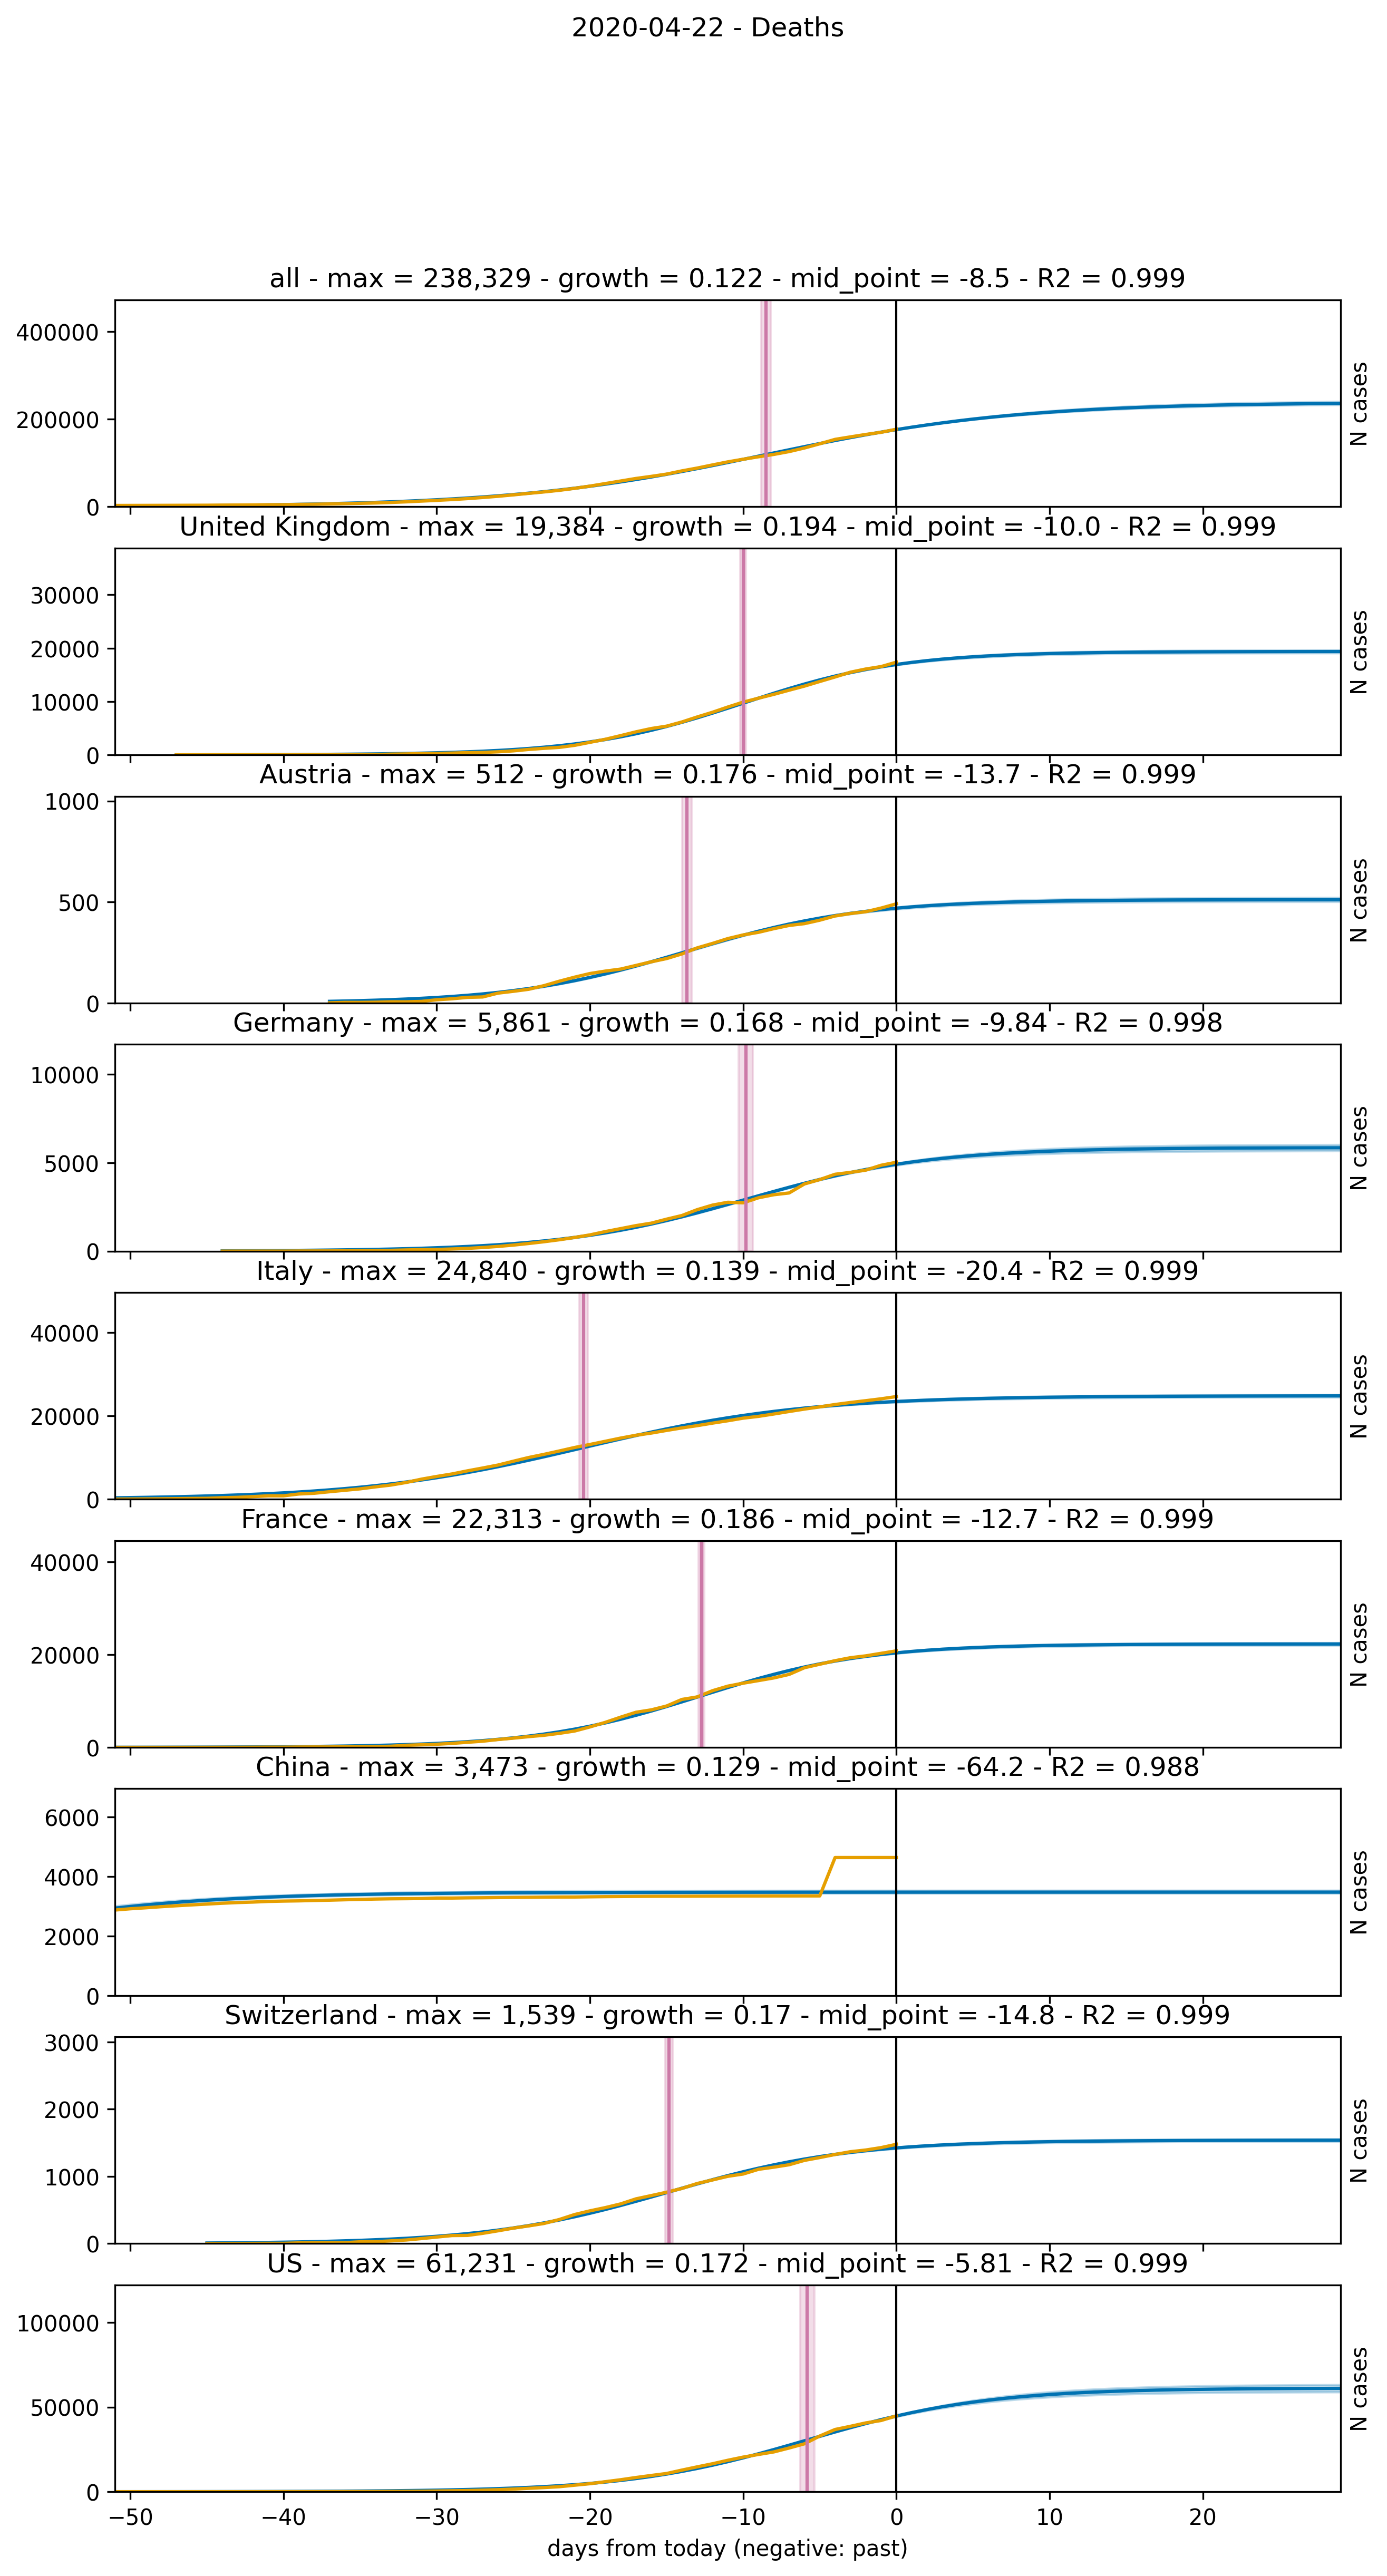 2020-04-22 - Deaths
all - max = 238,329 - growth = 0.122 - mid_point = -8.5 - R2 = 0.999
400000
200000
0
N cases
United Kingdom - max = 19,384 - growth = 0.194 - mid_point = -10.0 - R2 = 0.999
30000
20000
10000
0
N cases
Austria - max = 512 - growth = 0.176 - mid_point = -13.7 - R2 = 0.999
1000
500
0
N cases
Germany - max = 5,861 - growth = 0.168 - mid_point = -9.84 - R2 = 0.998
10000
5000
0
N cases
Italy - max = 24,840 - growth = 0.139 - mid_point = -20.4 - R2 = 0.999
40000
20000
0
N cases
France - max = 22,313 - growth = 0.186 - mid_point = -12.7 - R2 = 0.999
40000
20000
0
N cases
China - max = 3,473 - growth = 0.129 - mid_point = -64.2 - R2 = 0.988
6000
4000
2000
0
N cases
Switzerland - max = 1,539 - growth = 0.17 - mid_point = -14.8 - R2 = 0.999
3000
2000
1000
0
N cases
US - max = 61,231 - growth = 0.172 - mid_point = -5.81 - R2 = 0.999
100000
50000
0
N cases
−50 −40 −30 −20 −10 0 10 20
days from today (negative: past)